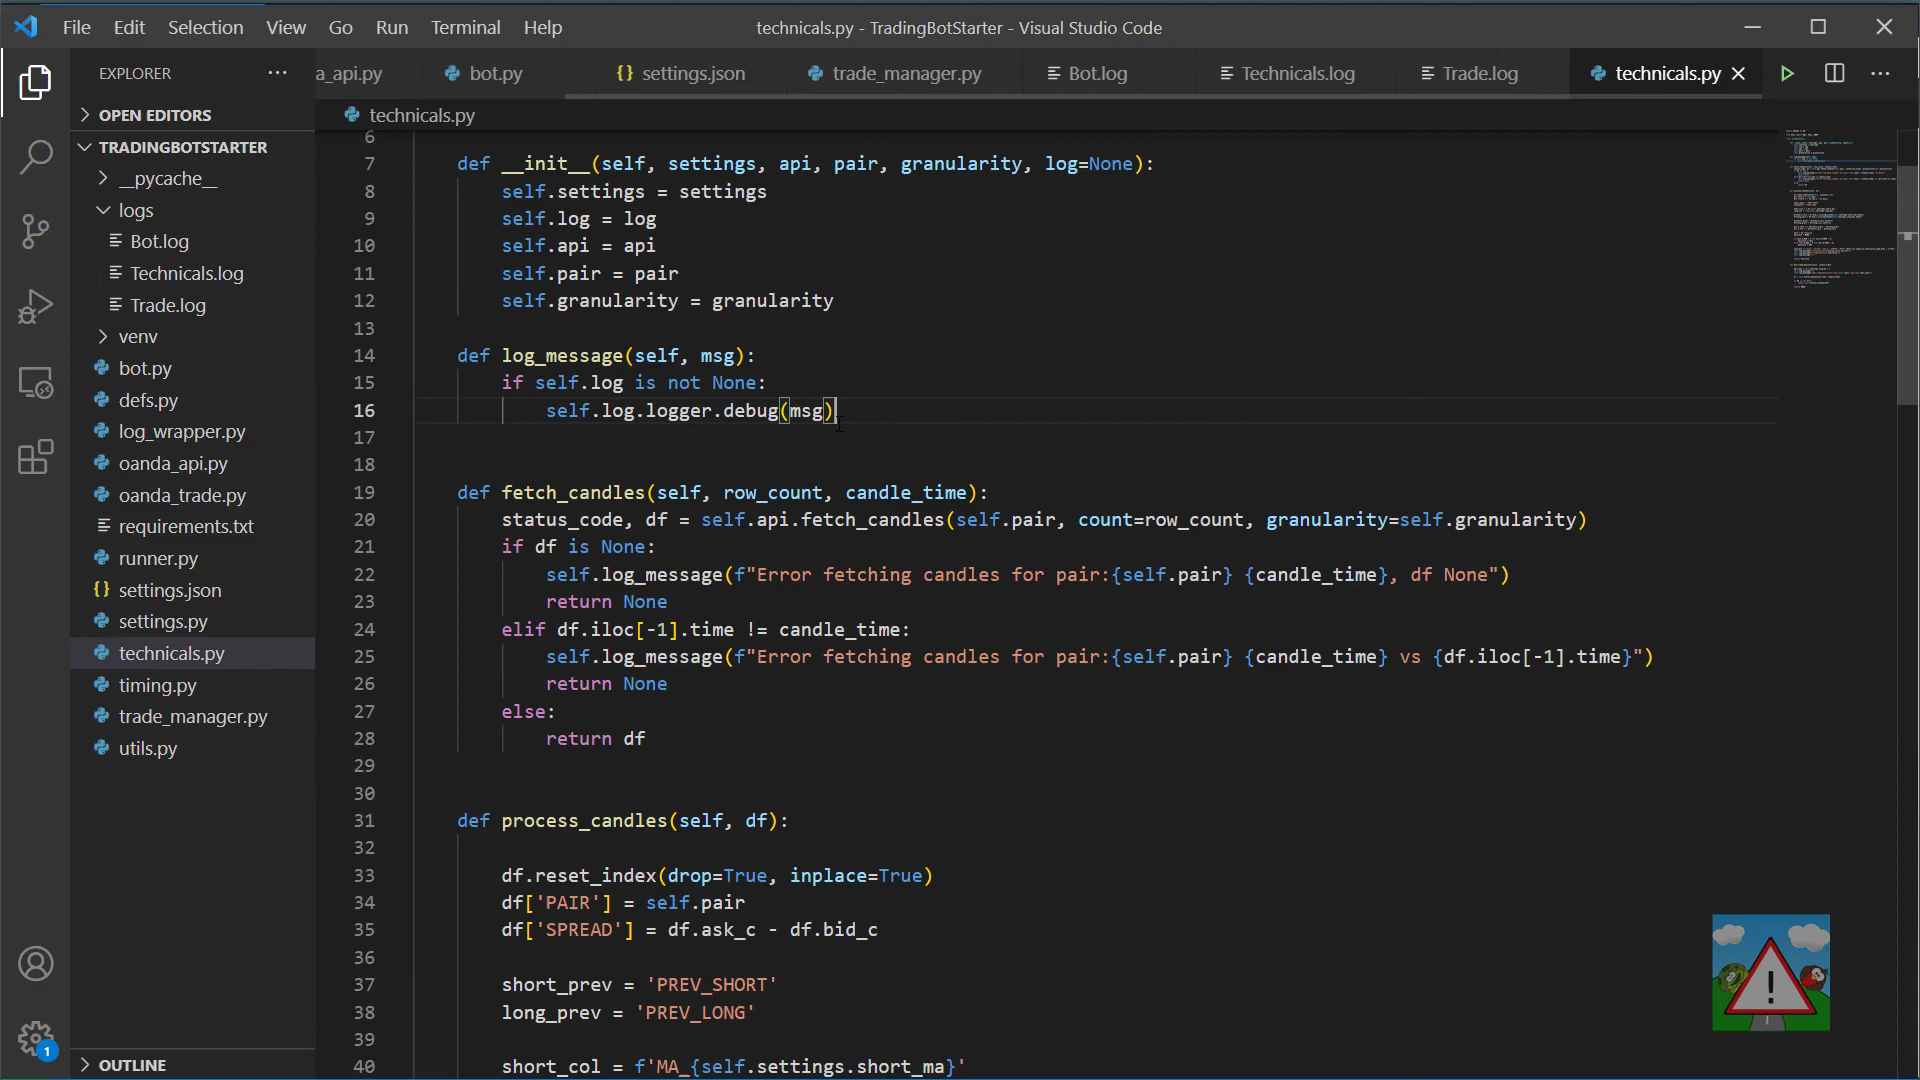 File Edit Selection View Go Run Terminal Help
technicals.py - TradingBotStarter - Visual Studio Code
EXPLORER ...
a_api.py bot.py {} settings.json trade_manager.py Bot.log Technicals.log Trade.log technicals.py
OPEN EDITORS
technicals.py
TRADINGBOTSTARTER
__pycache__
logs
Bot.log
Technicals.log
Trade.log
venv
bot.py
defs.py
log_wrapper.py
oanda_api.py
oanda_trade.py
requirements.txt
runner.py
{} settings.json
settings.py
technicals.py
timing.py
trade_manager.py
utils.py
1
OUTLINE
6
7 def __init__(self, settings, api, pair, granularity, log=None):
8 self.settings = settings
9 self.log = log
10 self.api = api
11 self.pair = pair
12 self.granularity = granularity
13
14 def log_message(self, msg):
15 if self.log is not None:
16 self.log.logger.debug(msg)
17
18
19 def fetch_candles(self, row_count, candle_time):
20 status_code, df = self.api.fetch_candles(self.pair, count=row_count, granularity=self.granularity)
21 if df is None:
22 self.log_message(f"Error fetching candles for pair:{self.pair} {candle_time}, df None")
23 return None
24 elif df.iloc[-1].time != candle_time:
25 self.log_message(f"Error fetching candles for pair:{self.pair} {candle_time} vs {df.iloc[-1].time}")
26 return None
27 else:
28 return df
29
30
31 def process_candles(self, df):
32
33 df.reset_index(drop=True, inplace=True)
34 df['PAIR'] = self.pair
35 df['SPREAD'] = df.ask_c - df.bid_c
36
37 short_prev = 'PREV_SHORT'
38 long_prev = 'PREV_LONG'
39
40 short_col = f'MA_{self.settings.short_ma}'